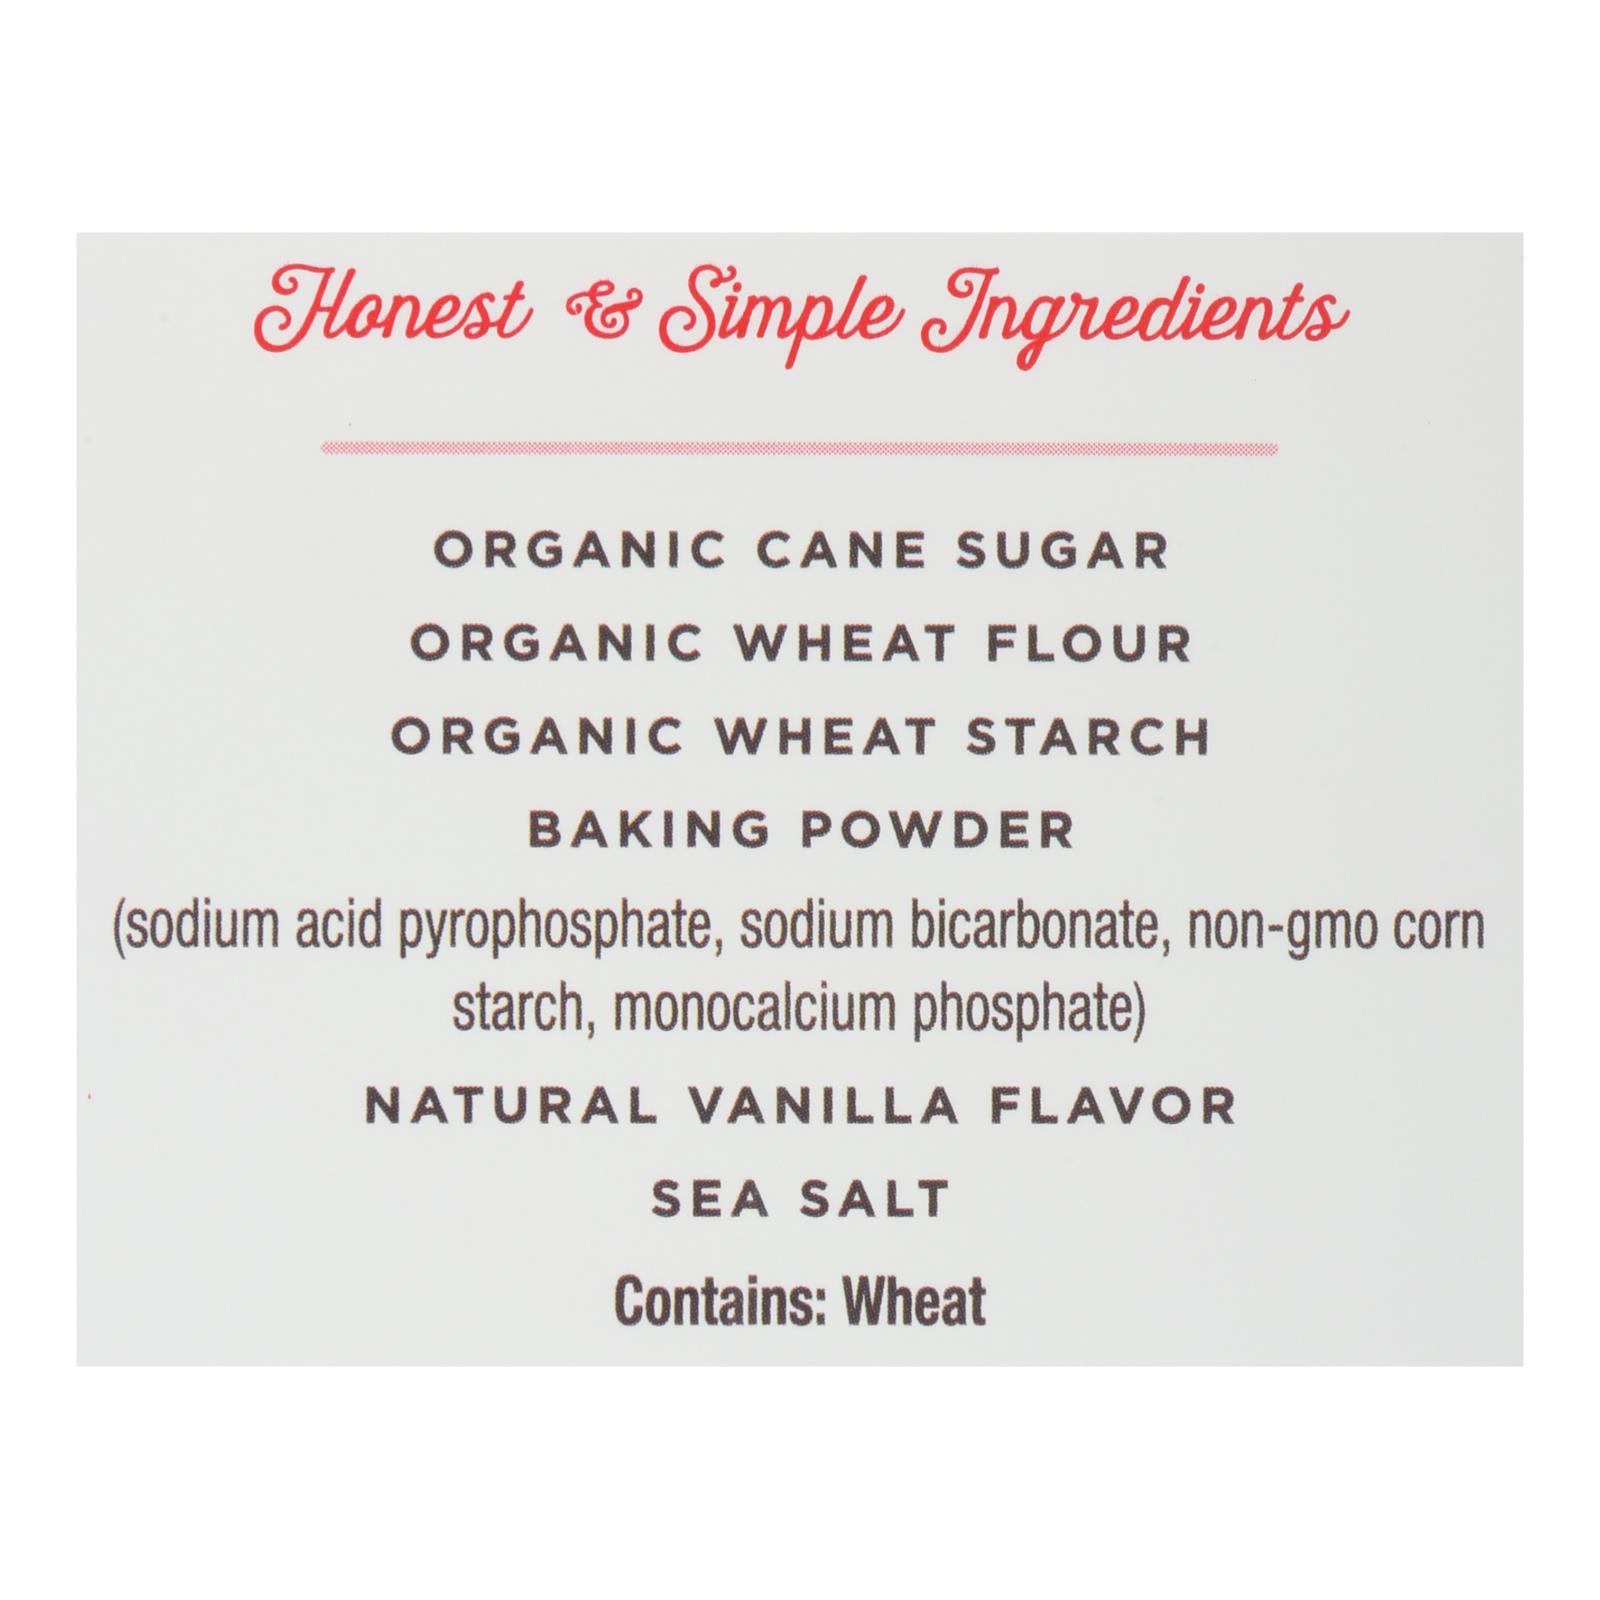 Honest & Simple Ingredients
ORGANIC CANE SUGAR
ORGANIC WHEAT FLOUR
ORGANIC WHEAT STARCH
BAKING POWDER
(sodium acid pyrophosphate, sodium bicarbonate, non-gmo corn
starch, monocalcium phosphate)
NATURAL VANILLA FLAVOR
SEA SALT
Contains: Wheat